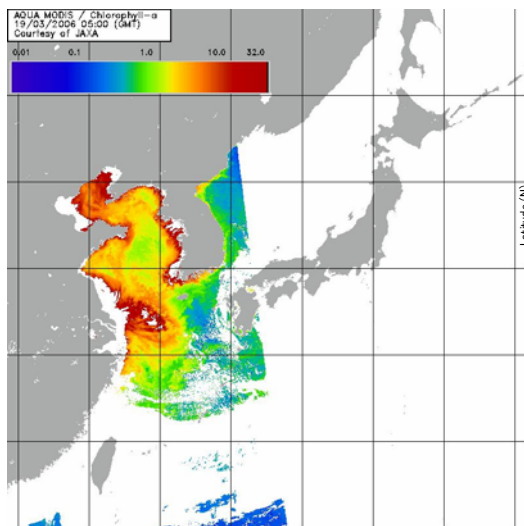 AQUA MODIS / Chlorophyll-a
19/03/2006 05:00 (GMT)
Courtesy of JAXA
0.01 0.1 1.0 10.0 32.0
Latitude (N)